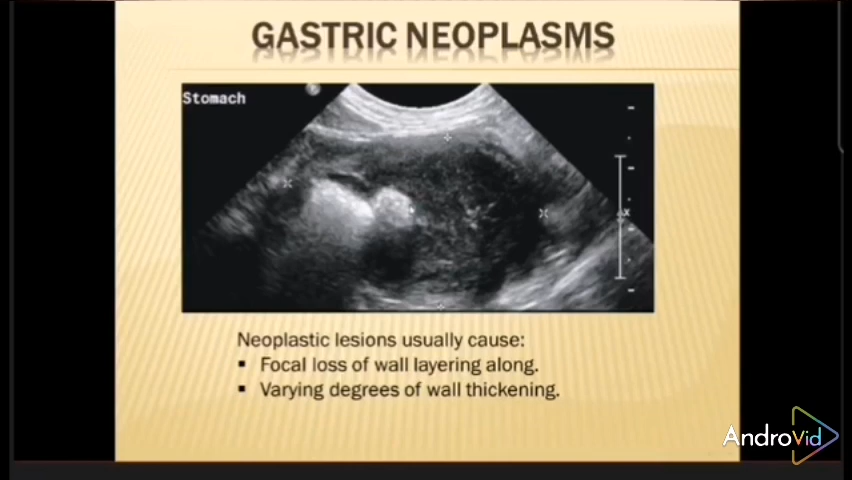 GASTRIC NEOPLASMS
Stomach
Neoplastic lesions usually cause:
▪ Focal loss of wall layering along.
▪ Varying degrees of wall thickening.
AndroVid